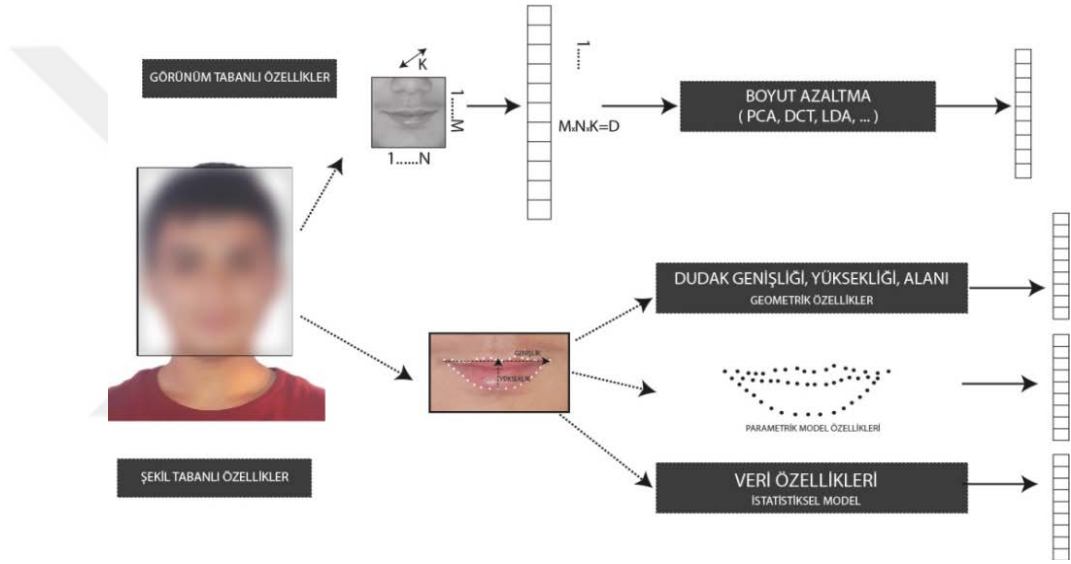 GÖRÜNÜM TABANLI ÖZELLİKLER
K
1......M
1......N
1......
MxNxK=D
BOYUT AZALTMA
( PCA, DCT, LDA, ... )
DUDAK GENİŞLİĞİ, YÜKSEKLİĞİ, ALANI
GEOMETRİK ÖZELLİKLER
GENİŞLİK
YÜKSEKLİK
PARAMETRİK MODEL ÖZELLİKLERİ
ŞEKİL TABANLI ÖZELLİKLER
VERİ ÖZELLİKLERİ
İSTATİSTİKSEL MODEL